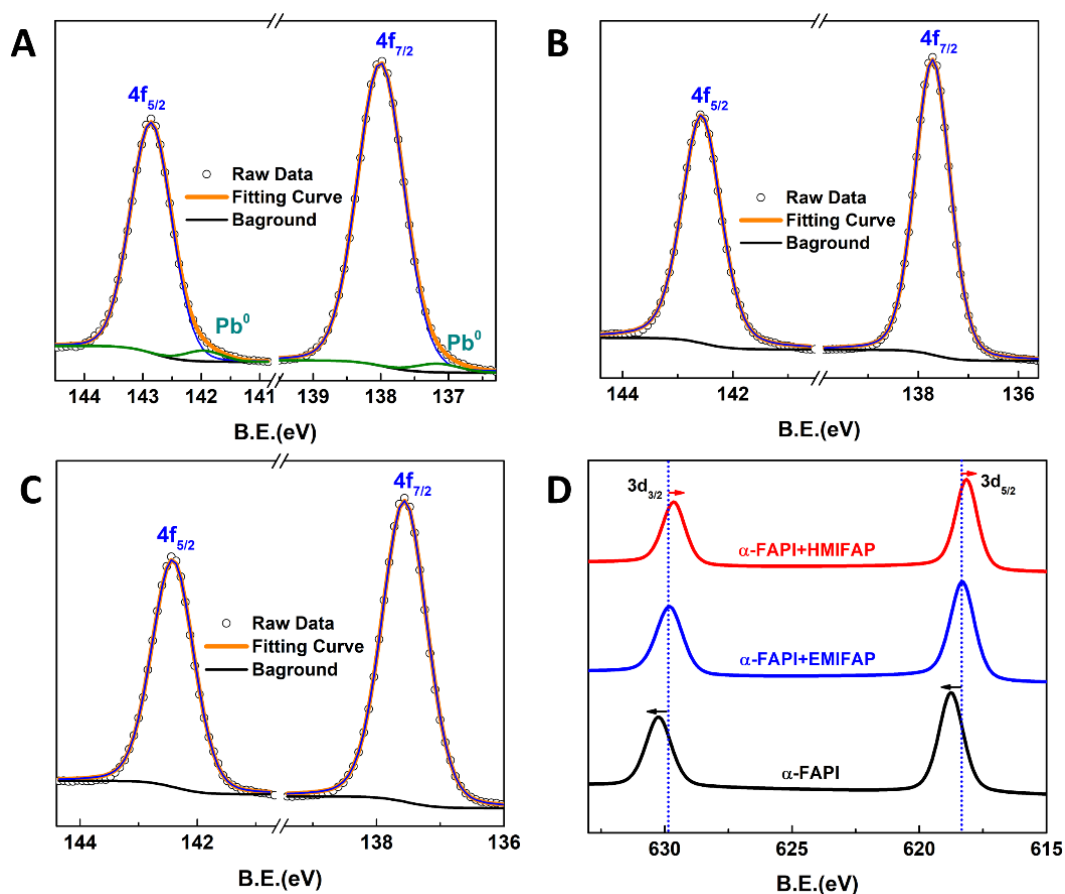 A
4f5/2
4f7/2
Raw Data
Fitting Curve
Baground
Pb0
Pb0
144 143 142 141 139 138 137
B.E.(eV)
B
4f5/2
4f7/2
Raw Data
Fitting Curve
Baground
144 142 138 136
B.E.(eV)
C
4f5/2
4f7/2
Raw Data
Fitting Curve
Baground
144 142 138 136
B.E.(eV)
D
3d3/2
3d5/2
α-FAPI+HMIFAP
α-FAPI+EMIFAP
α-FAPI
630 625 620 615
B.E.(eV)